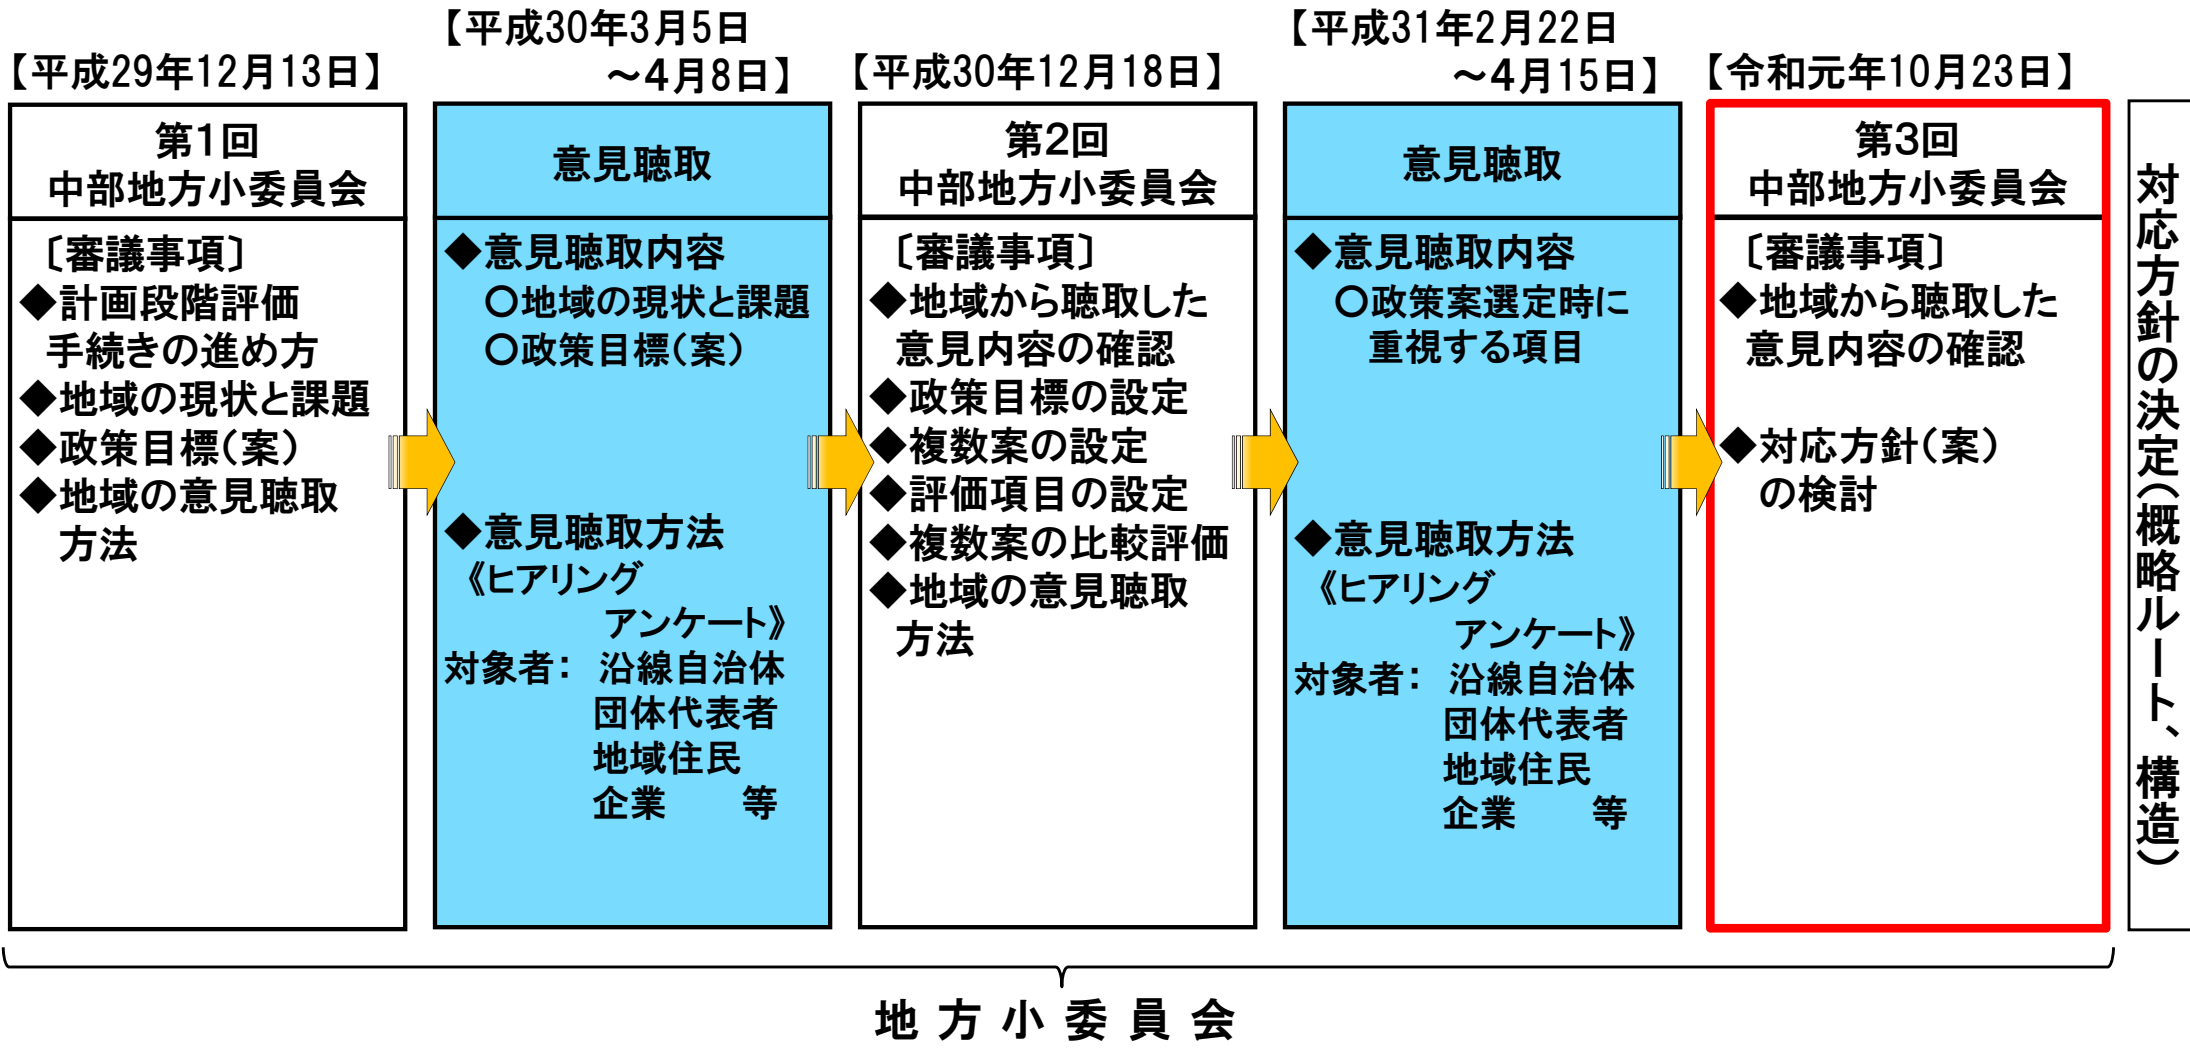 【平成29年12月13日】
第1回
中部地方小委員会
〔審議事項〕
◆計画段階評価
手続きの進め方
◆地域の現状と課題
◆政策目標(案)
◆地域の意見聴取
方法
【平成30年3月5日
～4月8日】
意見聴取
◆意見聴取内容
○地域の現状と課題
○政策目標(案)
◆意見聴取方法
《ヒアリング
アンケート》
対象者： 沿線自治体
団体代表者
地域住民
企業　　等
【平成30年12月18日】
第2回
中部地方小委員会
〔審議事項〕
◆地域から聴取した
意見内容の確認
◆政策目標の設定
◆複数案の設定
◆評価項目の設定
◆複数案の比較評価
◆地域の意見聴取
方法
【平成31年2月22日
～4月15日】
意見聴取
◆意見聴取内容
○政策案選定時に
重視する項目
◆意見聴取方法
《ヒアリング
アンケート》
対象者： 沿線自治体
団体代表者
地域住民
企業　　等
【令和元年10月23日】
第3回
中部地方小委員会
〔審議事項〕
◆地域から聴取した
意見内容の確認
◆対応方針(案)
の検討
対応方針の決定(概略ルート、構造)
地方小委員会